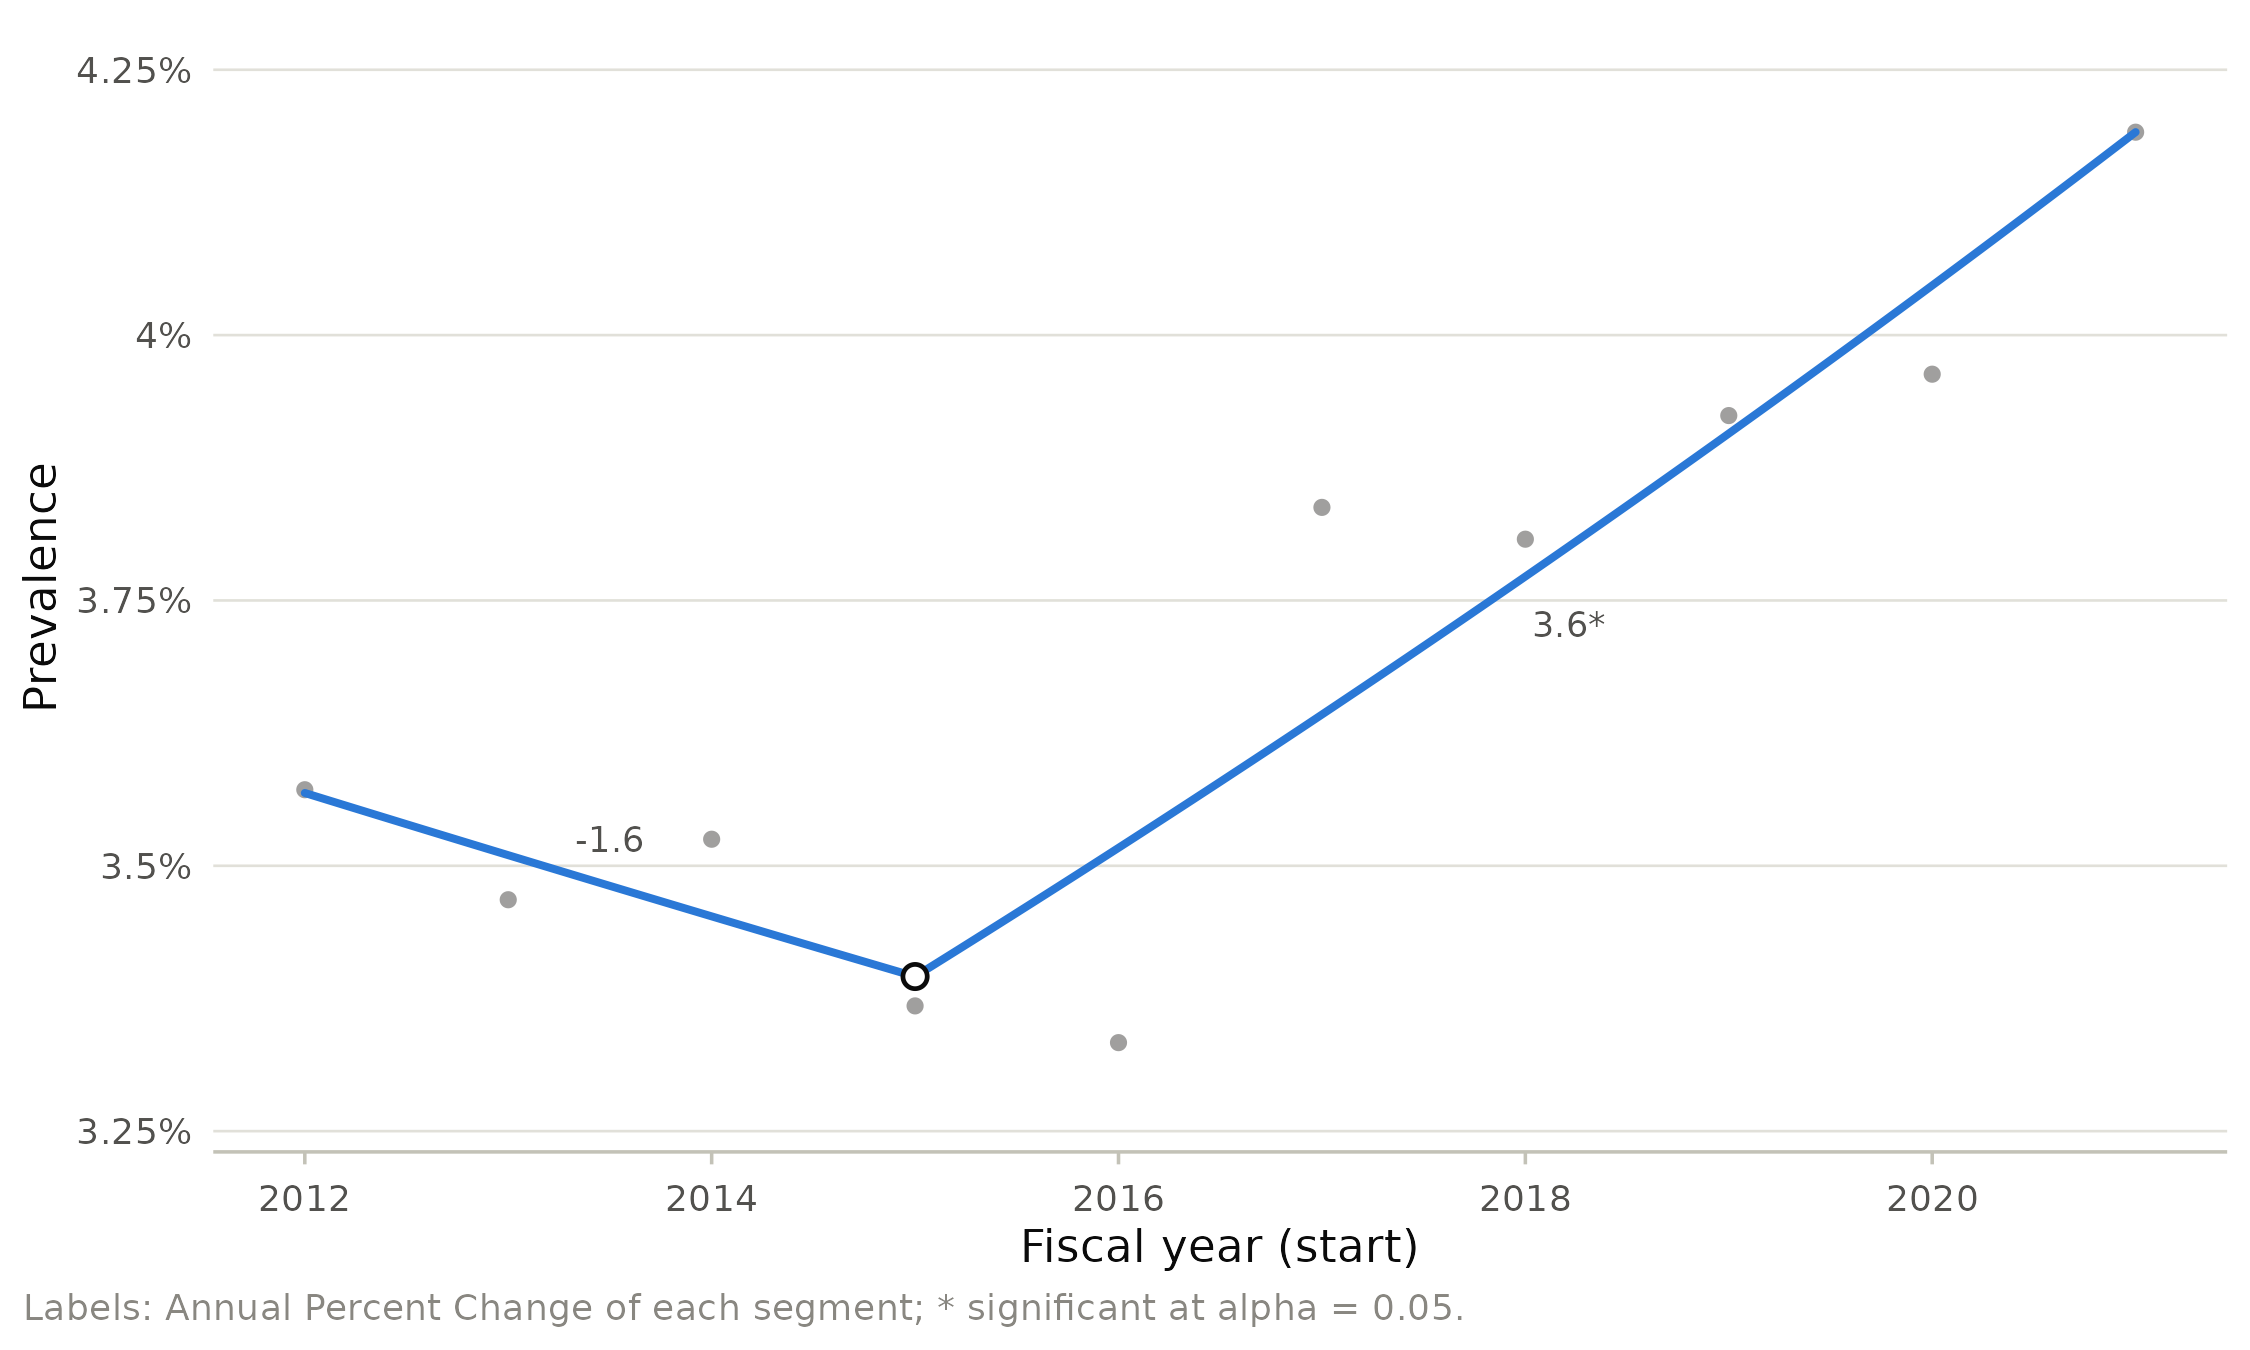 4.25%
4%
3.75%
3.5%
3.25%
Prevalence
-1.6
3.6*
2012 2014 2016 2018 2020
Fiscal year (start)
Labels: Annual Percent Change of each segment; * significant at alpha = 0.05.